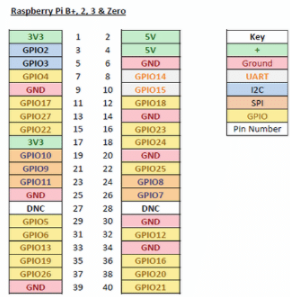 Raspberry Pi B+, 2, 3 & Zero
3V3 1 2 5V Key
GPIO2 3 4 5V +
GPIO3 5 6 GND Ground
GPIO4 7 8 GPIO14 UART
GND 9 10 GPIO15 I2C
GPIO17 11 12 GPIO18 SPI
GPIO27 13 14 GND GPIO
GPIO22 15 16 GPIO23 Pin Number
3V3 17 18 GPIO24
GPIO10 19 20 GND
GPIO9 21 22 GPIO25
GPIO11 23 24 GPIO8
GND 25 26 GPIO7
DNC 27 28 DNC
GPIO5 29 30 GND
GPIO6 31 32 GPIO12
GPIO13 33 34 GND
GPIO19 35 36 GPIO16
GPIO26 37 38 GPIO20
GND 39 40 GPIO21